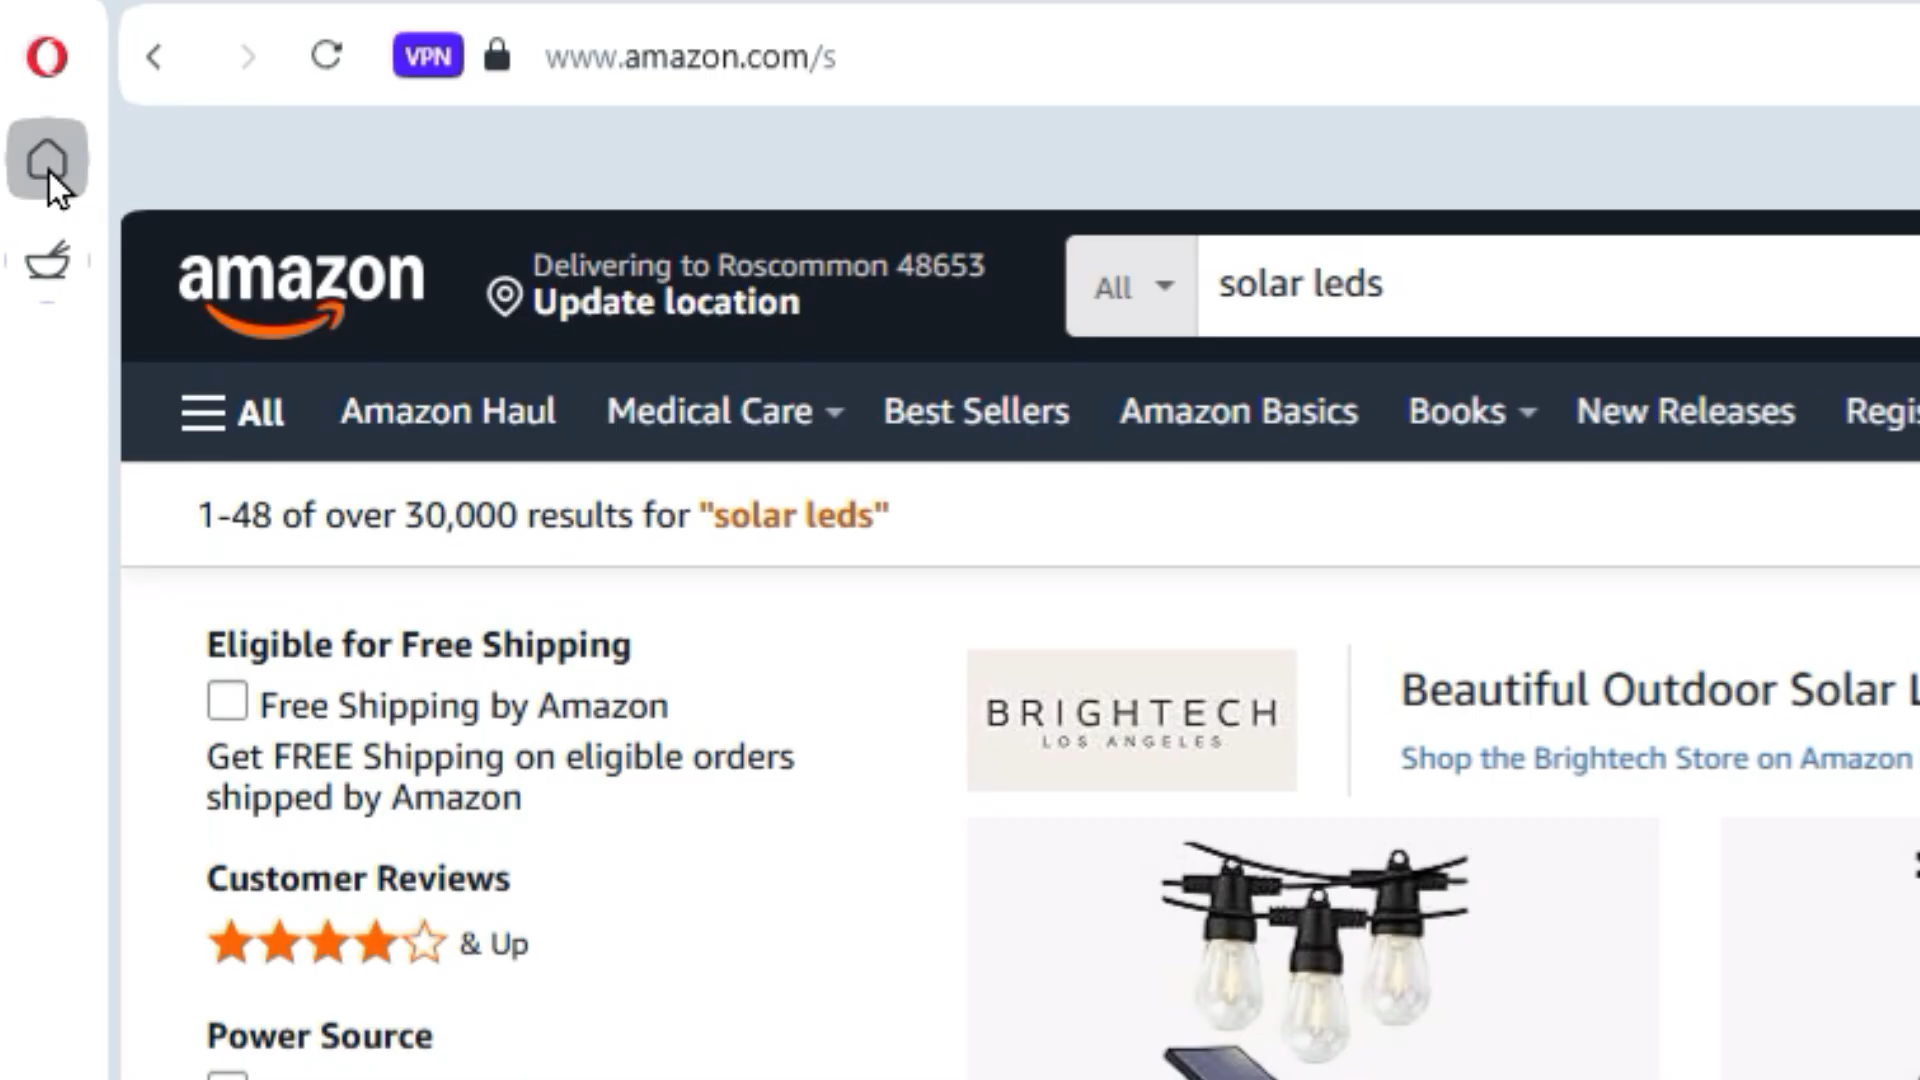 VPN www.amazon.com/s
amazon
Delivering to Roscommon 48653
Update location
All
solar leds
All Amazon Haul Medical Care Best Sellers Amazon Basics Books New Releases Regis
1-48 of over 30,000 results for "solar leds"
Eligible for Free Shipping
Free Shipping by Amazon
Get FREE Shipping on eligible orders
shipped by Amazon
Customer Reviews
& Up
Power Source
BRIGHTECH
LOS ANGELES
Beautiful Outdoor Solar L
Shop the Brightech Store on Amazon